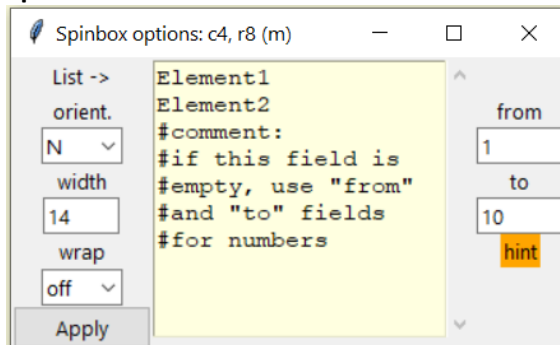 Spinbox options: c4, r8 (m)
List ->
orient.
N
width
14
wrap
off
Apply
Element1
Element2
#comment:
#if this field is
#empty, use "from"
#and "to" fields
#for numbers
from
1
to
10
hint